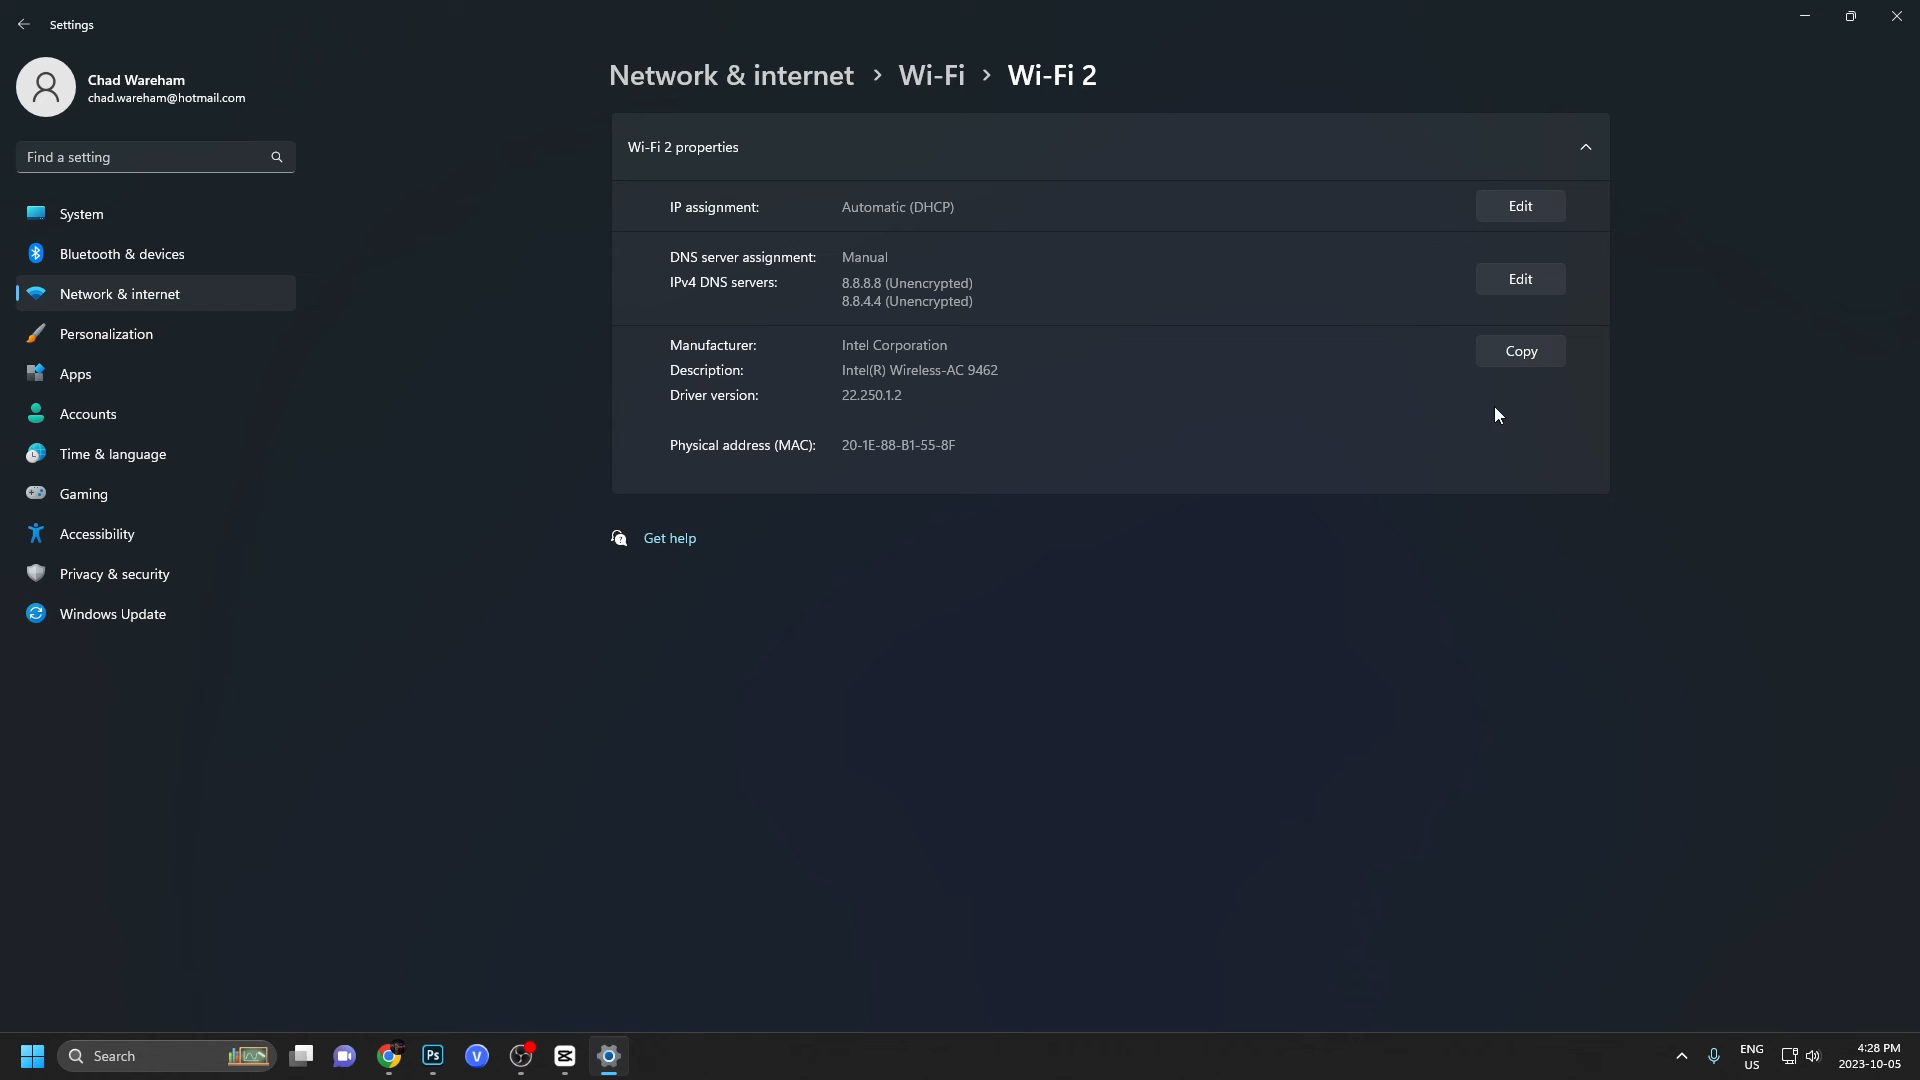 Settings
Chad Wareham
chad.wareham@hotmail.com
Find a setting
System
Bluetooth & devices
Network & internet
Personalization
Apps
Accounts
Time & language
Gaming
Accessibility
Privacy & security
Windows Update
Network & internet > Wi-Fi > Wi-Fi 2
Wi-Fi 2 properties
IP assignment: Automatic (DHCP) Edit
DNS server assignment: Manual
IPv4 DNS servers: 8.8.8.8 (Unencrypted)
8.8.4.4 (Unencrypted)
Edit
Manufacturer: Intel Corporation
Description: Intel(R) Wireless-AC 9462
Driver version: 22.250.1.2
Physical address (MAC): 20-1E-88-B1-55-8F
Copy
Get help
Search
Ps
V
ENG
US
4:28 PM
2023-10-05